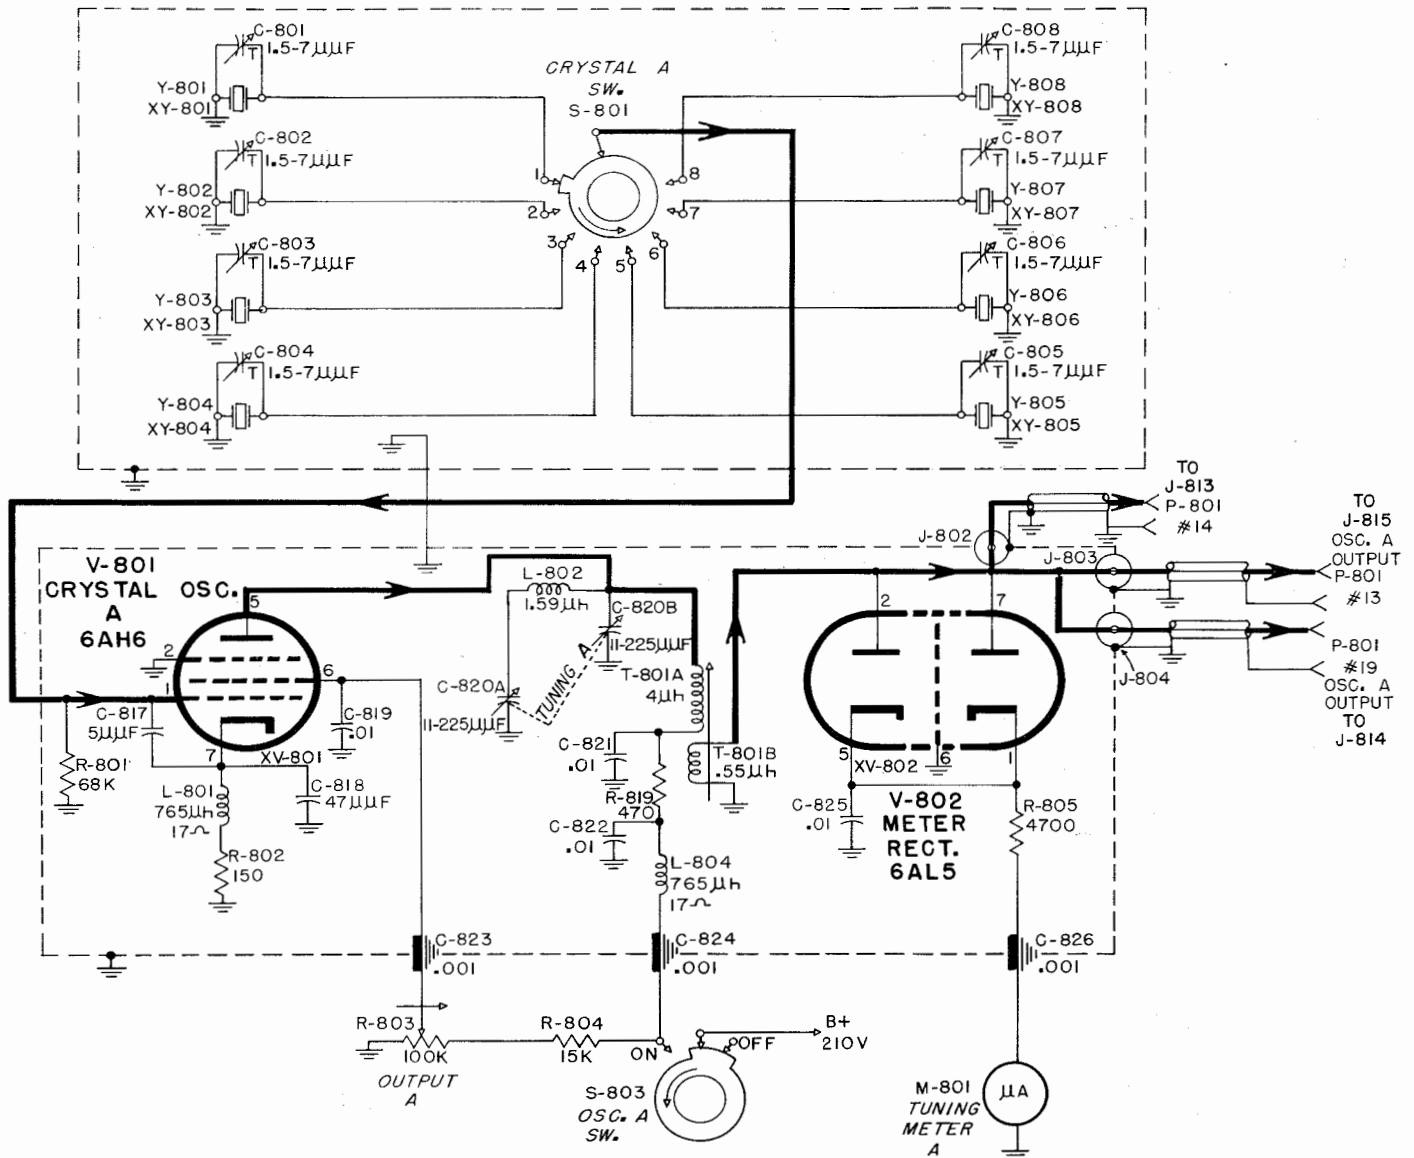 C-801
1.5-7µµF
T
Y-801
XY-801
C-802
T 1.5-7µµF
Y-802
XY-802
C-803
T 1.5-7µµF
Y-803
XY-803
C-804
T 1.5-7µµF
Y-804
XY-804
CRYSTAL A
SW.
S-801
1
2
3
4
5
6
7
8
C-808
1.5-7µµF
T
Y-808
XY-808
C-807
T 1.5-7µµF
Y-807
XY-807
C-806
T 1.5-7µµF
Y-806
XY-806
C-805
T 1.5-7µµF
Y-805
XY-805
TO
J-813
P-801
#14
J-802
J-803
TO
J-815
OSC. A
OUTPUT
P-801
#13
P-801
#19
OSC. A
OUTPUT
TO
J-814
J-804
V-801
CRYSTAL OSC.
A
6AH6
5
2
1
6
7
XV-801
C-817
5µµF
R-801
68K
L-801
765µh
17Ω
R-802
150
C-818
47µµF
C-819
.01
L-802
1.59µh
C-820B
11-225µµF
TUNING A
C-820A
11-225µµF
T-801A
4µh
T-801B
.55µh
C-821
.01
R-819
470
C-822
.01
L-804
765µh
17Ω
2
7
5
XV-802
6
1
C-825
.01
V-802
METER
RECT.
6AL5
R-805
4700
C-823
.001
C-824
.001
C-826
.001
R-803
100K
OUTPUT
A
R-804
15K
ON
OFF
B+
210V
S-803
OSC. A
SW.
M-801
TUNING
METER
A
µA